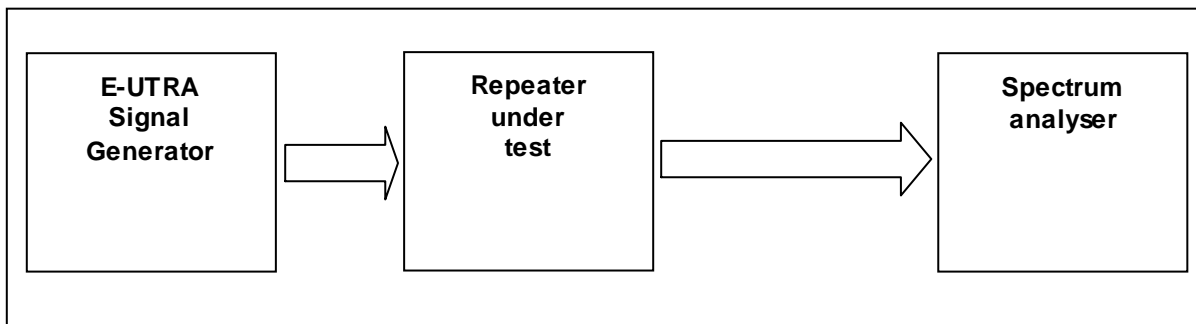 E-UTRA
Signal
Generator
Repeater
under
test
Spectrum
analyser